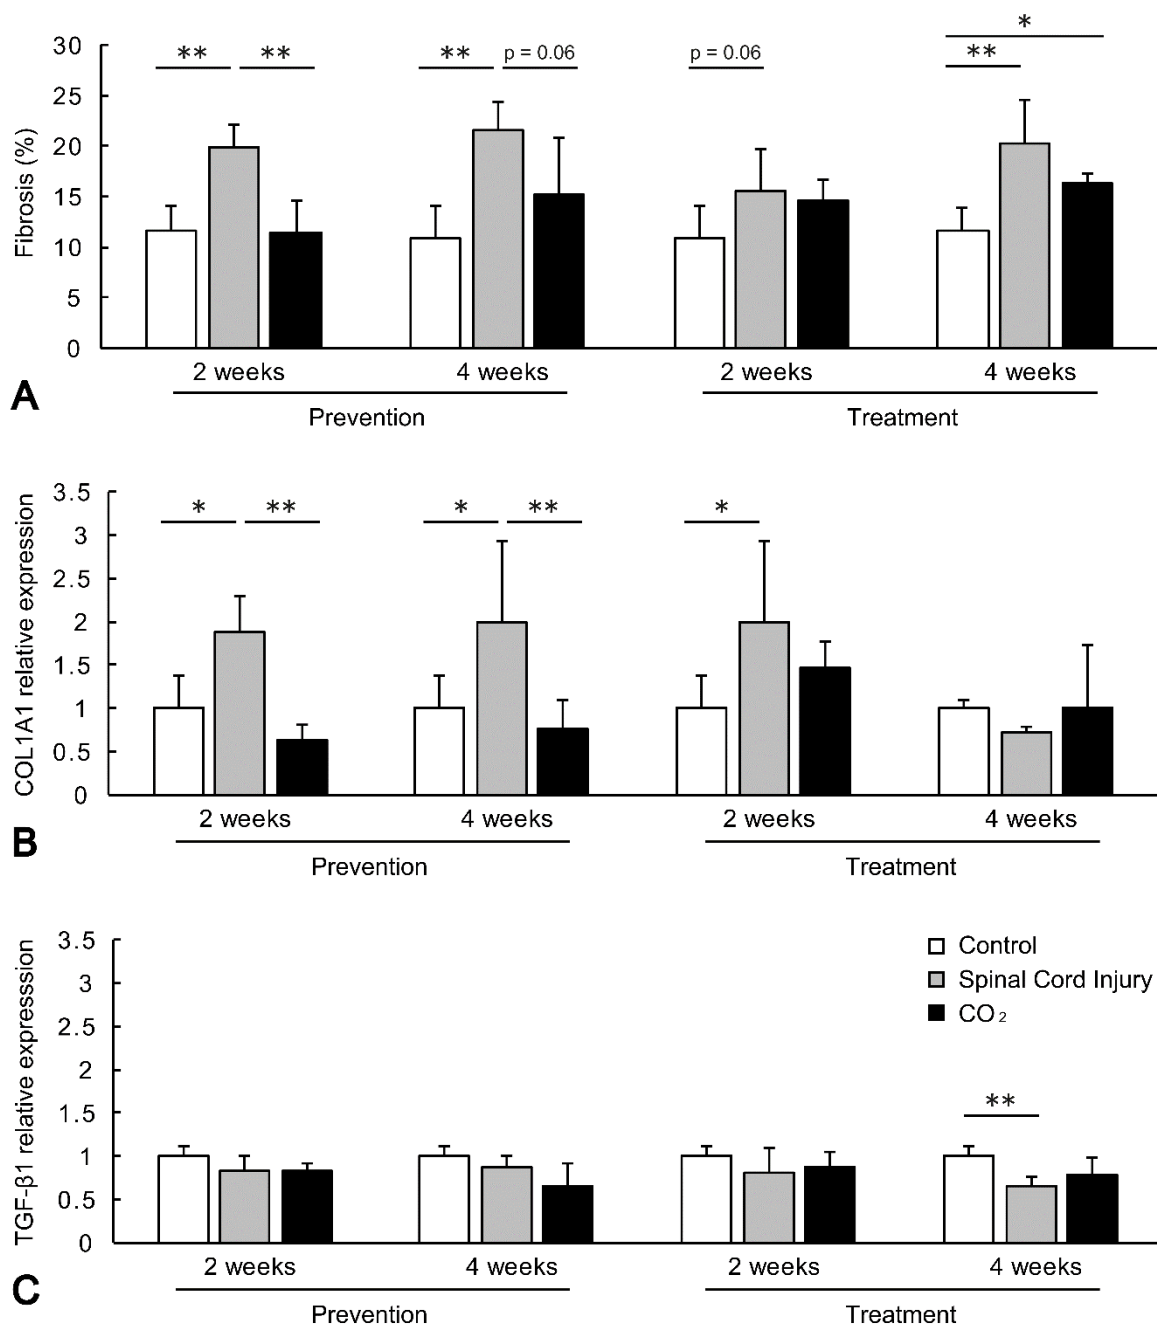 ** ** ** p = 0.06 p = 0.06 ** *
Fibrosis (%)
30
25
20
15
10
5
0
2 weeks 4 weeks 2 weeks 4 weeks
A
Prevention Treatment
* ** * ** *
COL1A1 relative expression
3.5
3
2.5
2
1.5
1
0.5
0
2 weeks 4 weeks 2 weeks 4 weeks
B
Prevention Treatment
Control
Spinal Cord Injury
CO₂
**
TGF-β1 relative expresssion
3.5
3
2.5
2
1.5
1
0.5
0
2 weeks 4 weeks 2 weeks 4 weeks
C
Prevention Treatment